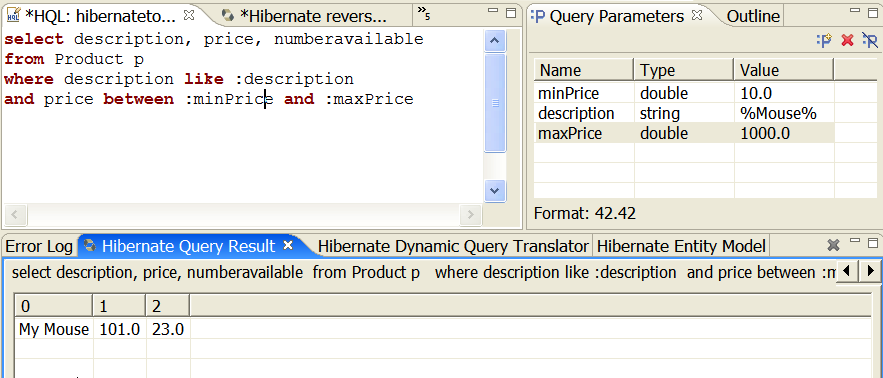 *HQL: hibernateto... *Hibernate revers... »5
select description, price, numberavailable
from Product p
where description like :description
and price between :minPrice and :maxPrice
:P Query Parameters Outline
:P :R
Name Type Value
minPrice double 10.0
description string %Mouse%
maxPrice double 1000.0
Format: 42.42
Error Log Hibernate Query Result Hibernate Dynamic Query Translator Hibernate Entity Model
select description, price, numberavailable from Product p where description like :description and price between :m
0 1 2
My Mouse 101.0 23.0